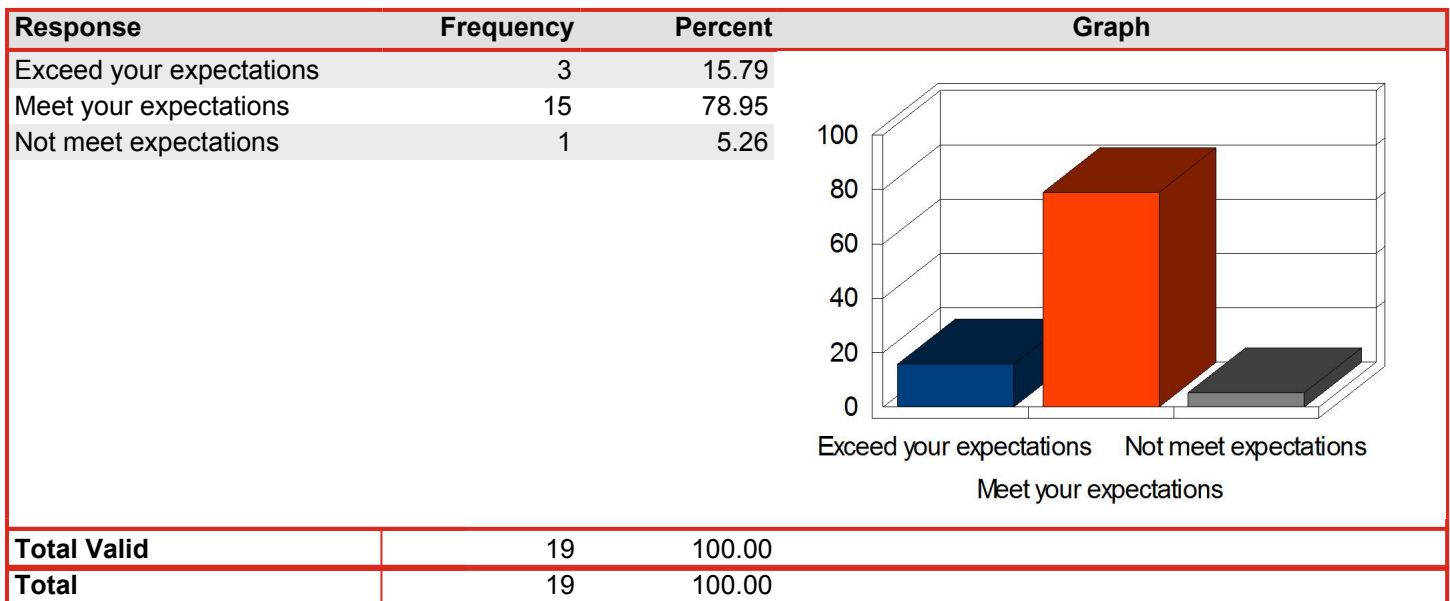 Response Frequency Percent Graph
Exceed your expectations 3 15.79
Meet your expectations 15 78.95
Not meet expectations 1 5.26
100
80
60
40
20
0
Exceed your expectations Not meet expectations
Meet your expectations
Total Valid 19 100.00
Total 19 100.00